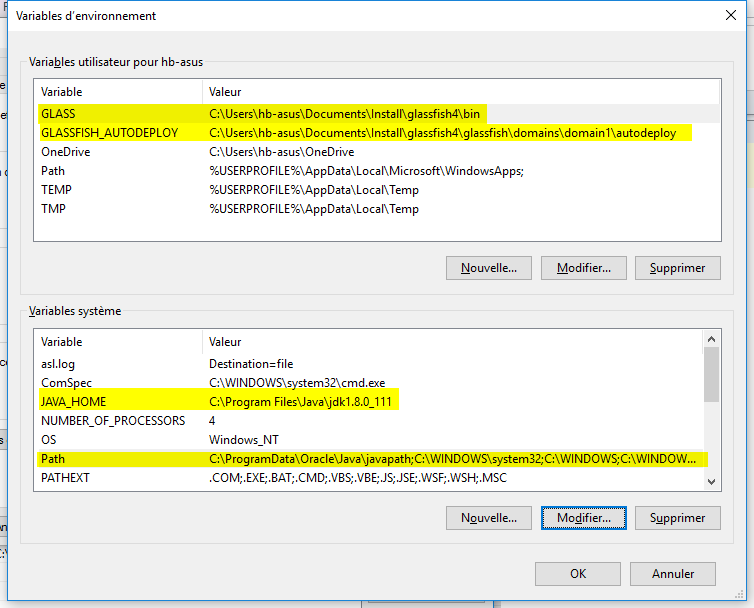 Variables d'environnement
Variables utilisateur pour hb-asus
Variable Valeur
GLASS C:\Users\hb-asus\Documents\Install\glassfish4\bin
GLASSFISH_AUTODEPLOY C:\Users\hb-asus\Documents\Install\glassfish4\glassfish\domains\domain1\autodeploy
OneDrive C:\Users\hb-asus\OneDrive
Path %USERPROFILE%\AppData\Local\Microsoft\WindowsApps;
TEMP %USERPROFILE%\AppData\Local\Temp
TMP %USERPROFILE%\AppData\Local\Temp
Nouvelle... Modifier... Supprimer
Variables système
Variable Valeur
asl.log Destination=file
ComSpec C:\WINDOWS\system32\cmd.exe
JAVA_HOME C:\Program Files\Java\jdk1.8.0_111
NUMBER_OF_PROCESSORS 4
OS Windows_NT
Path C:\ProgramData\Oracle\Java\javapath;C:\WINDOWS\system32;C:\WINDOWS;C:\WINDOW...
PATHEXT .COM;.EXE;.BAT;.CMD;.VBS;.VBE;.JS;.JSE;.WSF;.WSH;.MSC
Nouvelle... Modifier... Supprimer
OK Annuler